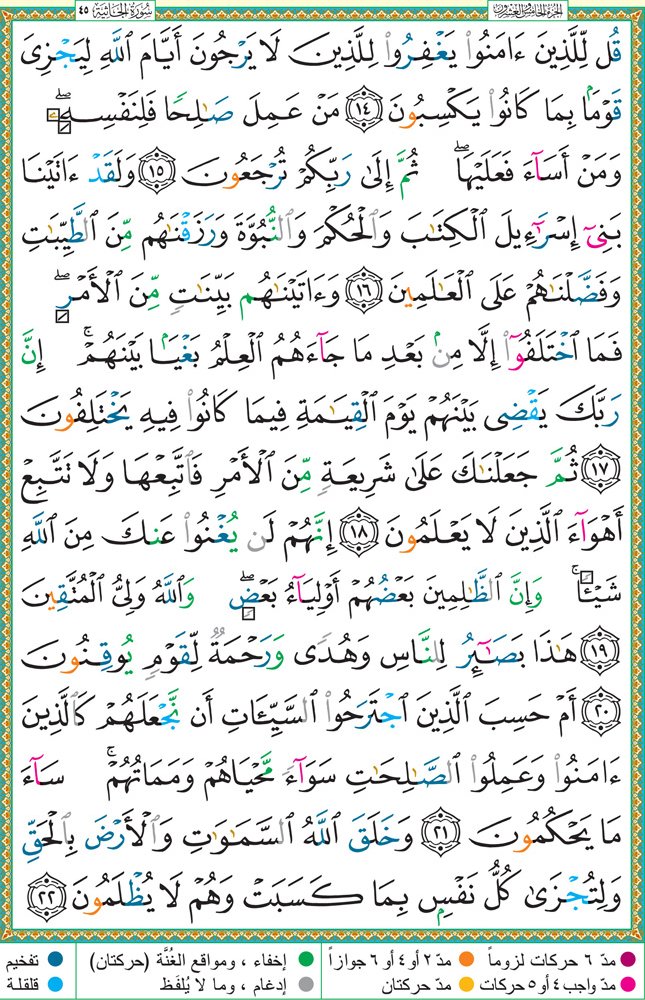 الجزء الخامس والعشرون
سورة الجاثية ٤٥
قُل لِّلَّذِينَ ءَامَنُوا۟ يَغْفِرُوا۟ لِلَّذِينَ لَا يَرْجُونَ أَيَّامَ ٱللَّهِ لِيَجْزِىَ
قَوْمًۢا بِمَا كَانُوا۟ يَكْسِبُونَ ١٤ مَنْ عَمِلَ صَـٰلِحًا فَلِنَفْسِهِۦ ۖ
وَمَنْ أَسَآءَ فَعَلَيْهَا ۖ ثُمَّ إِلَىٰ رَبِّكُمْ تُرْجَعُونَ ١٥ وَلَقَدْ ءَاتَيْنَا
بَنِىٓ إِسْرَٰٓءِيلَ ٱلْكِتَـٰبَ وَٱلْحُكْمَ وَٱلنُّبُوَّةَ وَرَزَقْنَـٰهُم مِّنَ ٱلطَّيِّبَـٰتِ
وَفَضَّلْنَـٰهُمْ عَلَى ٱلْعَـٰلَمِينَ ١٦ وَءَاتَيْنَـٰهُم بَيِّنَـٰتٍ مِّنَ ٱلْأَمْرِ ۖ
فَمَا ٱخْتَلَفُوٓا۟ إِلَّا مِنۢ بَعْدِ مَا جَآءَهُمُ ٱلْعِلْمُ بَغْيًۢا بَيْنَهُمْ ۚ إِنَّ
رَبَّكَ يَقْضِى بَيْنَهُمْ يَوْمَ ٱلْقِيَـٰمَةِ فِيمَا كَانُوا۟ فِيهِ يَخْتَلِفُونَ
١٧ ثُمَّ جَعَلْنَـٰكَ عَلَىٰ شَرِيعَةٍ مِّنَ ٱلْأَمْرِ فَٱتَّبِعْهَا وَلَا تَتَّبِعْ
أَهْوَآءَ ٱلَّذِينَ لَا يَعْلَمُونَ ١٨ إِنَّهُمْ لَن يُغْنُوا۟ عَنكَ مِنَ ٱللَّهِ
شَيْـًٔا ۚ وَإِنَّ ٱلظَّـٰلِمِينَ بَعْضُهُمْ أَوْلِيَآءُ بَعْضٍ ۖ وَٱللَّهُ وَلِىُّ ٱلْمُتَّقِينَ
١٩ هَـٰذَا بَصَـٰٓئِرُ لِلنَّاسِ وَهُدًى وَرَحْمَةٌ لِّقَوْمٍ يُوقِنُونَ
٢٠ أَمْ حَسِبَ ٱلَّذِينَ ٱجْتَرَحُوا۟ ٱلسَّيِّـَٔاتِ أَن نَّجْعَلَهُمْ كَٱلَّذِينَ
ءَامَنُوا۟ وَعَمِلُوا۟ ٱلصَّـٰلِحَـٰتِ سَوَآءً مَّحْيَاهُمْ وَمَمَاتُهُمْ ۚ سَآءَ
مَا يَحْكُمُونَ ٢١ وَخَلَقَ ٱللَّهُ ٱلسَّمَـٰوَٰتِ وَٱلْأَرْضَ بِٱلْحَقِّ
وَلِتُجْزَىٰ كُلُّ نَفْسٍۭ بِمَا كَسَبَتْ وَهُمْ لَا يُظْلَمُونَ ٢٢
مدّ ٦ حركات لزوماً مدّ ٢ أو ٤ أو ٦ جوازاً إخفاء ، ومواقع الغُنَّة (حركتان) تفخيم
مدّ واجب ٤ أو ٥ حركات مدّ حركتان إدغام ، وما لا يُلفَظ قلقلة